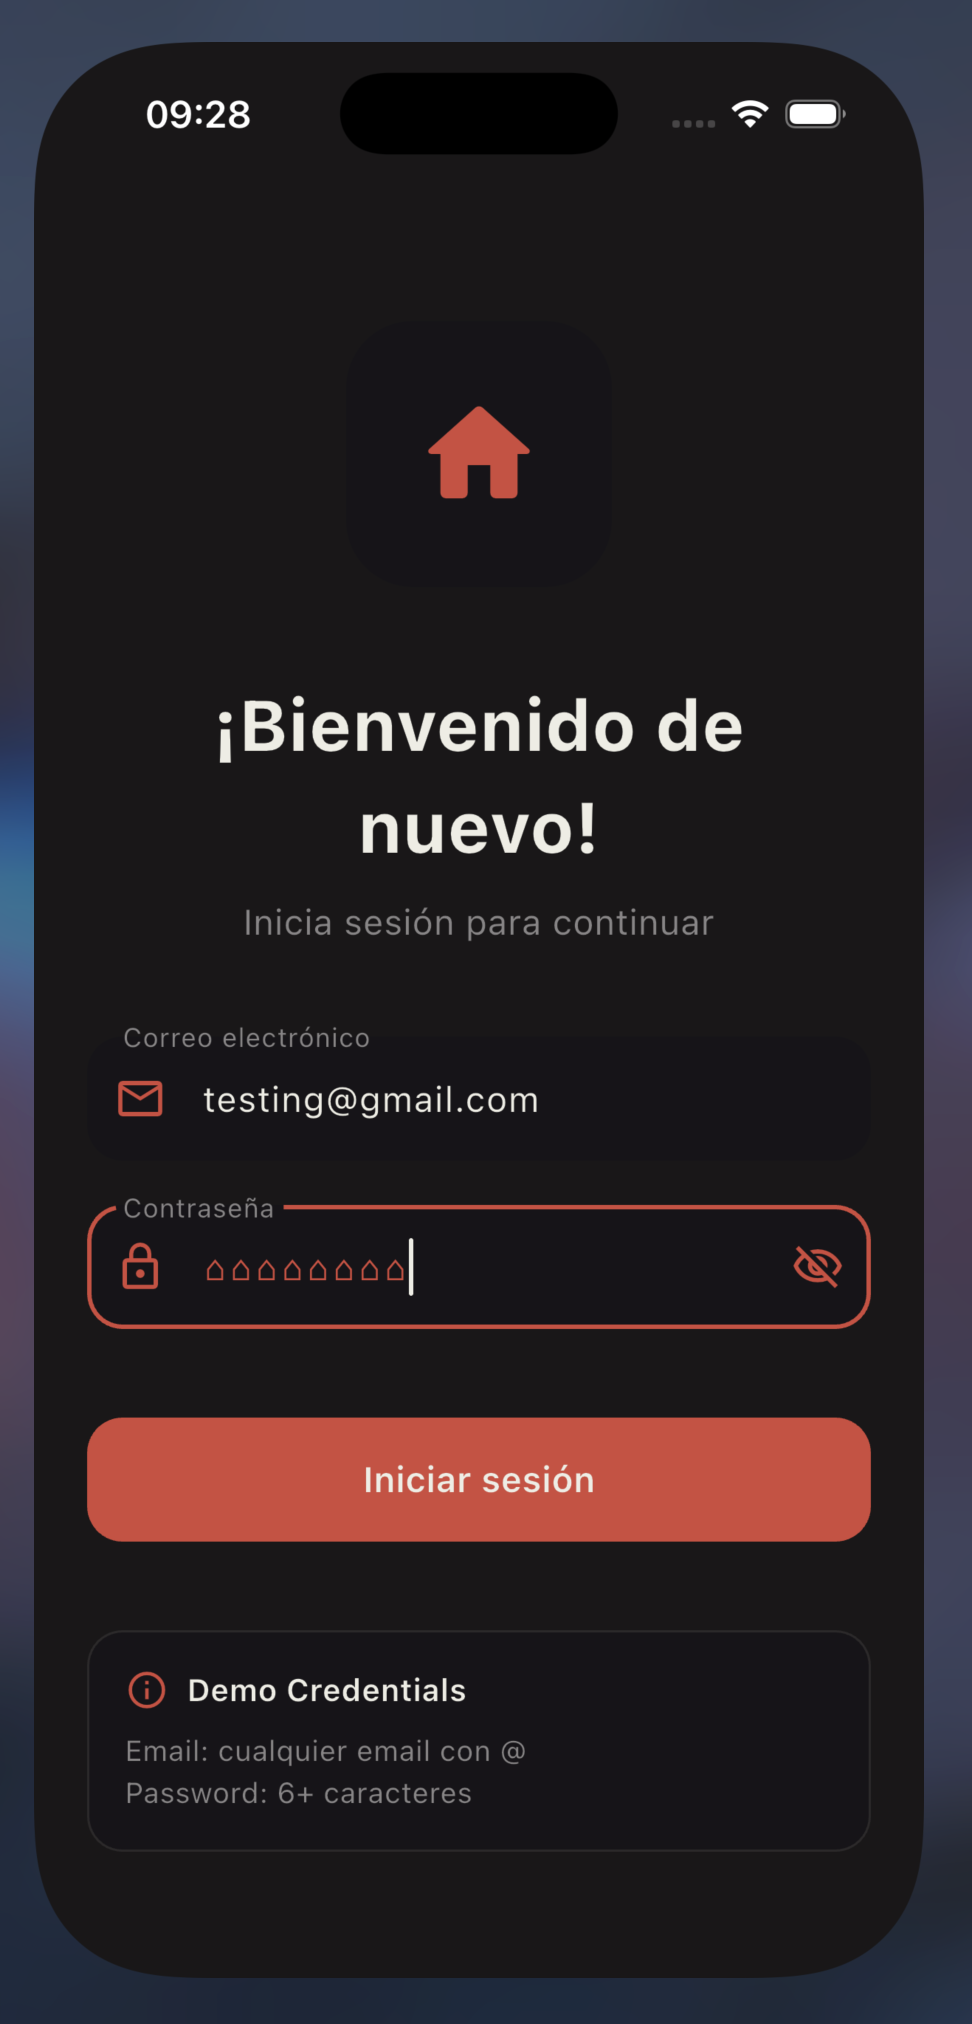 09:28
¡Bienvenido de
nuevo!
Inicia sesión para continuar
Correo electrónico
testing@gmail.com
Contraseña
⌂⌂⌂⌂⌂⌂⌂⌂
Iniciar sesión
Demo Credentials
Email: cualquier email con @
Password: 6+ caracteres